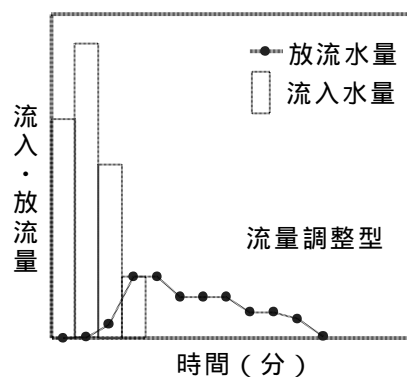 放流水量
流入水量
流入・放流量
流量調整型
時間（分）